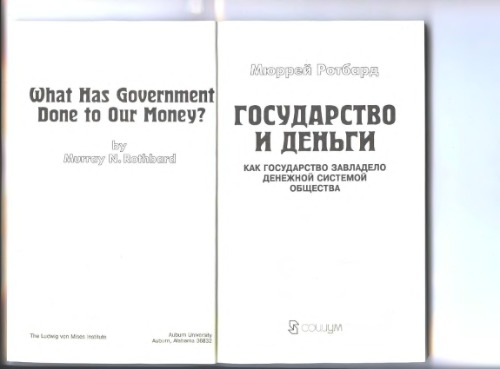 What Has Government
Done to Our Money?
by
Murray N. Rothbard
The Ludwig von Mises Institute
Auburn University
Auburn, Alabama 36832
Мюррей Ротбард
ГОСУДАРСТВО
И ДЕНЬГИ
КАК ГОСУДАРСТВО ЗАВЛАДЕЛО
ДЕНЕЖНОЙ СИСТЕМОЙ
ОБЩЕСТВА
социум